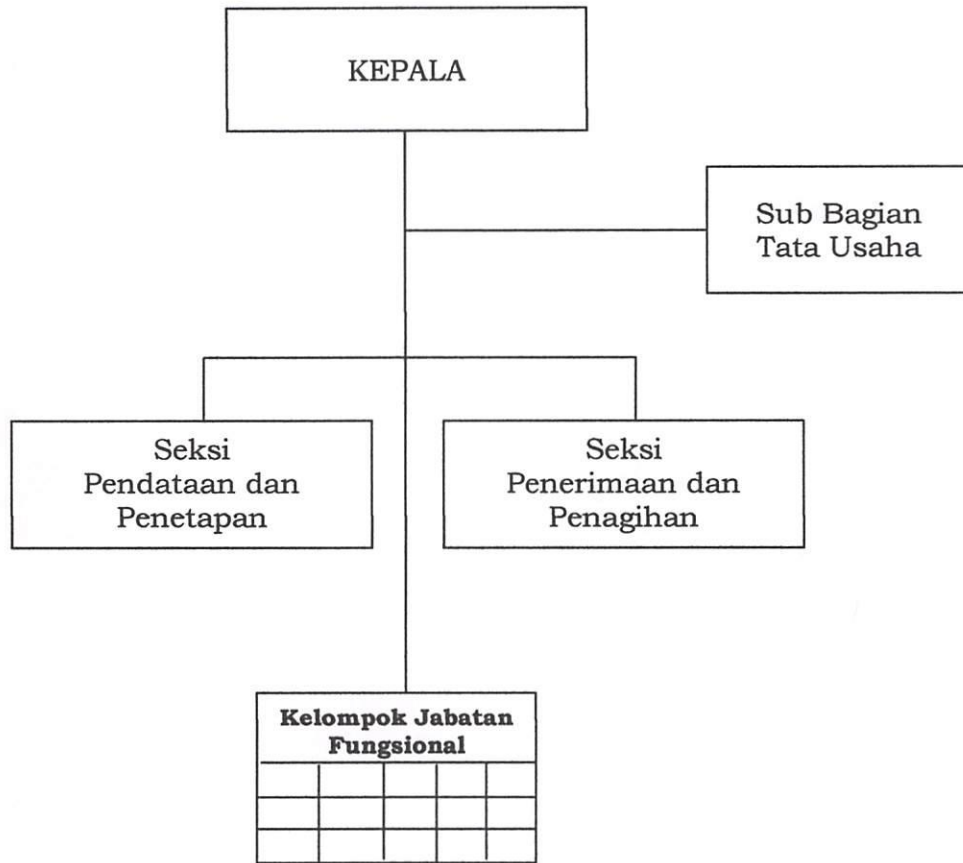 KEPALA
Sub Bagian
Tata Usaha
Seksi
Pendataan dan
Penetapan
Seksi
Penerimaan dan
Penagihan
Kelompok Jabatan
Fungsional